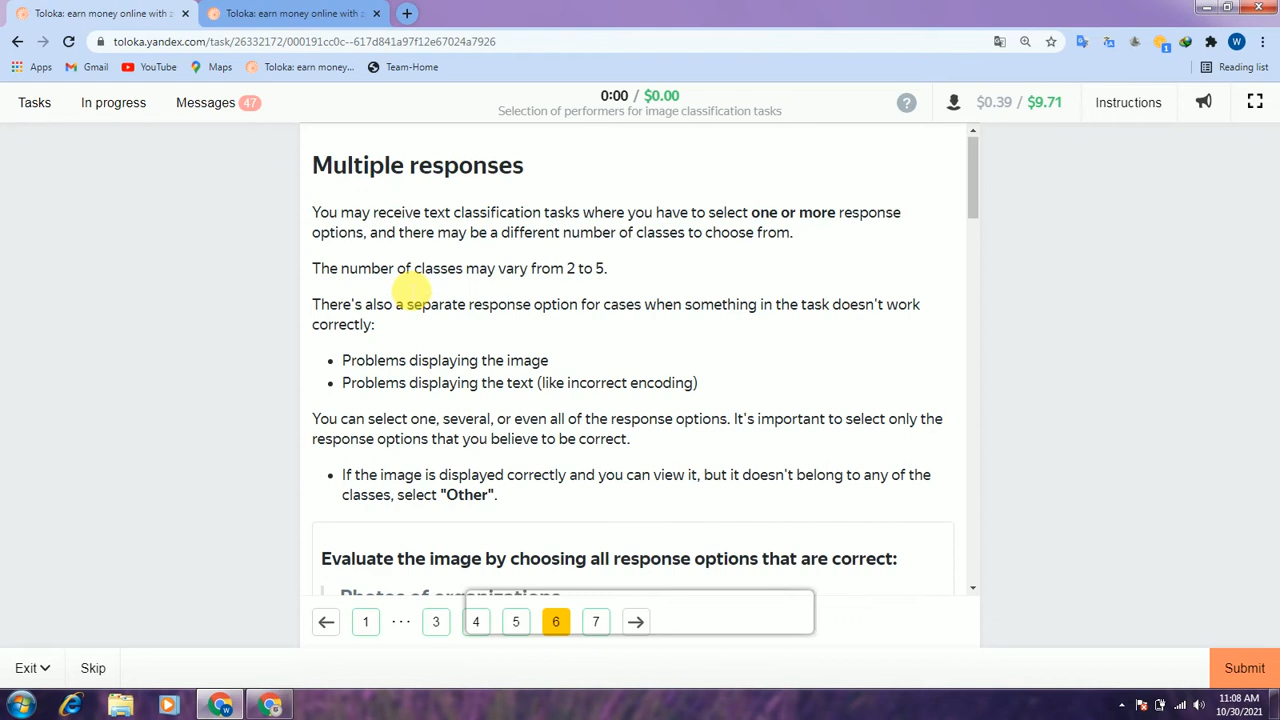 Toloka: earn money online with
Toloka: earn money online with
toloka.yandex.com/task/26332172/000191cc0c--617d841a97f12e67024a7926
Apps Gmail YouTube Maps Toloka: earn money... Team-Home Reading list
Tasks In progress Messages 47
0:00 / $0.00
Selection of performers for image classification tasks
? $0.39 / $9.71 Instructions
Multiple responses
You may receive text classification tasks where you have to select one or more response
options, and there may be a different number of classes to choose from.
The number of classes may vary from 2 to 5.
There's also a separate response option for cases when something in the task doesn't work
correctly:
• Problems displaying the image
• Problems displaying the text (like incorrect encoding)
You can select one, several, or even all of the response options. It's important to select only the
response options that you believe to be correct.
• If the image is displayed correctly and you can view it, but it doesn't belong to any of the
classes, select "Other".
Evaluate the image by choosing all response options that are correct:
Photos of organizations
1 ··· 3 4 5 6 7
Exit Skip Submit
11:08 AM
10/30/2021